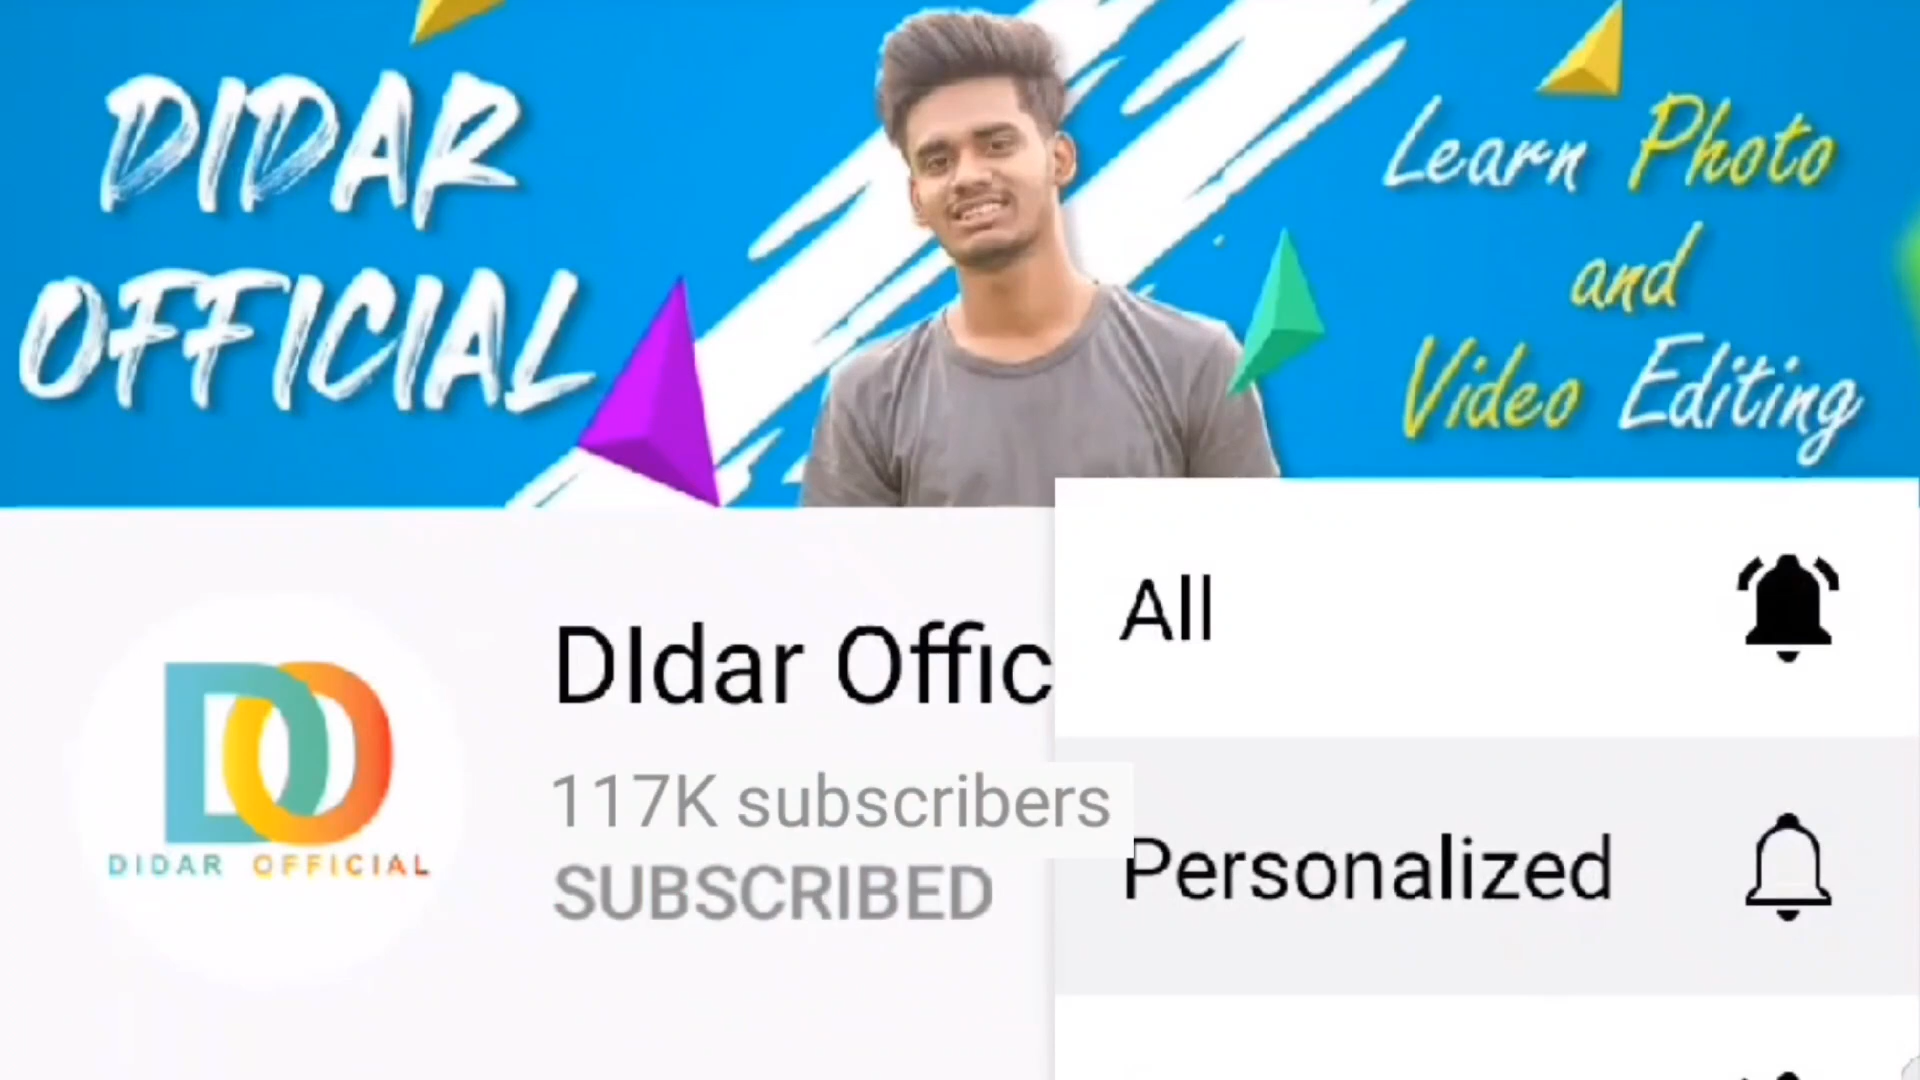 DIDAR
OFFICIAL
Learn Photo
and
Video Editing
DIdar Offic
117K subscribers
SUBSCRIBED
DIDAR OFFICIAL
All
Personalized